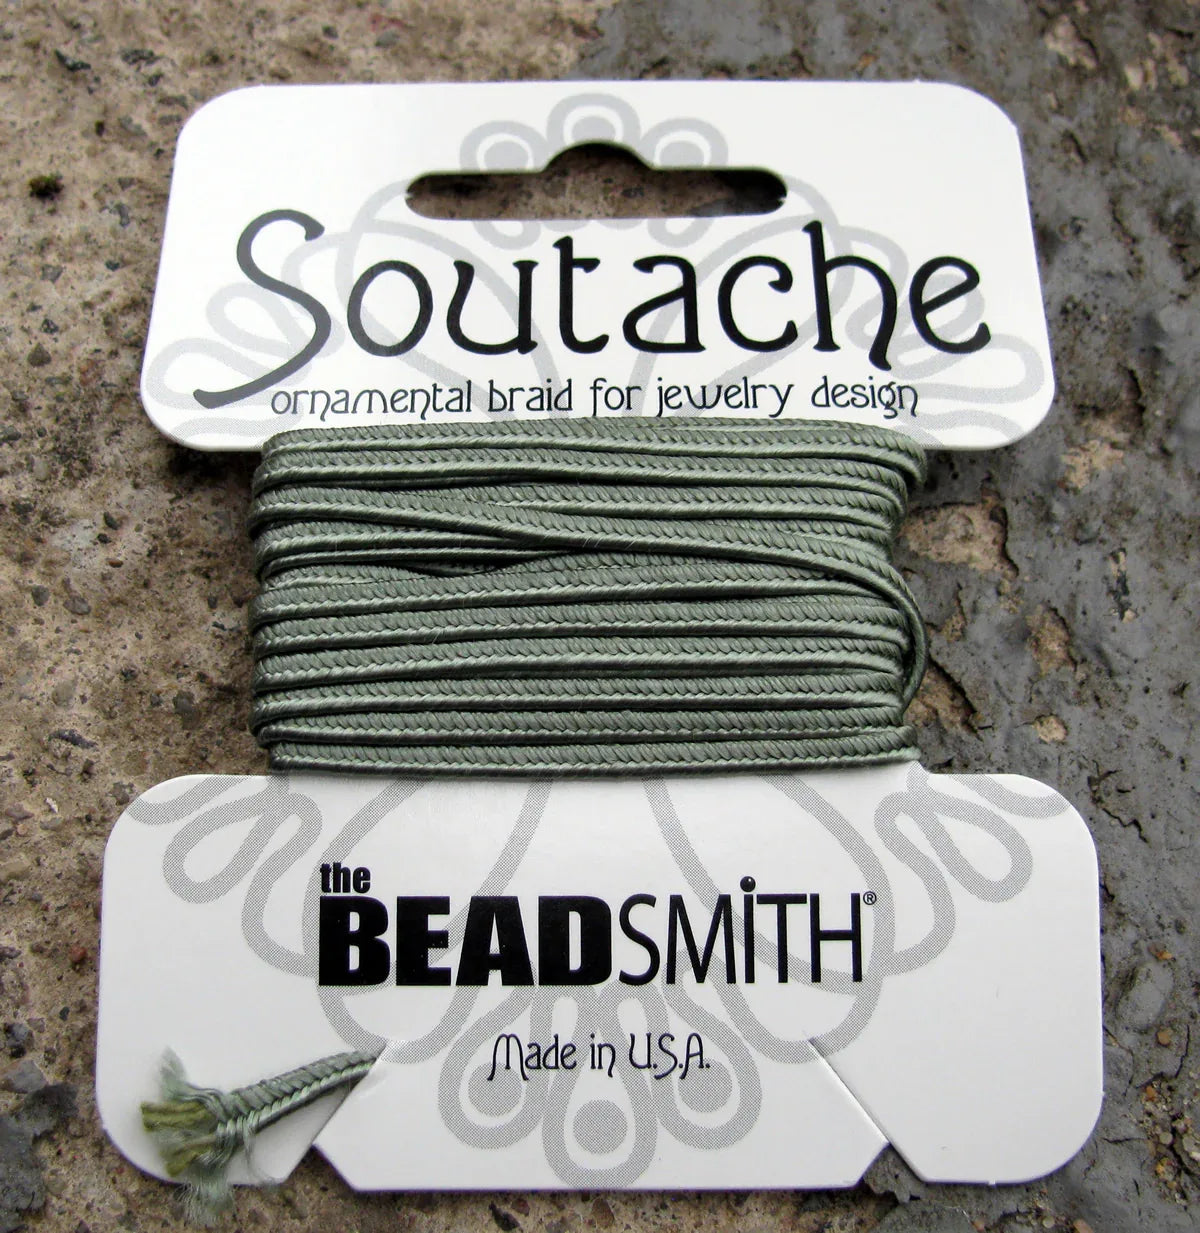 Soutache
ornamental braid for jewelry design
the
BEADSMiTH®
Made in U.S.A.